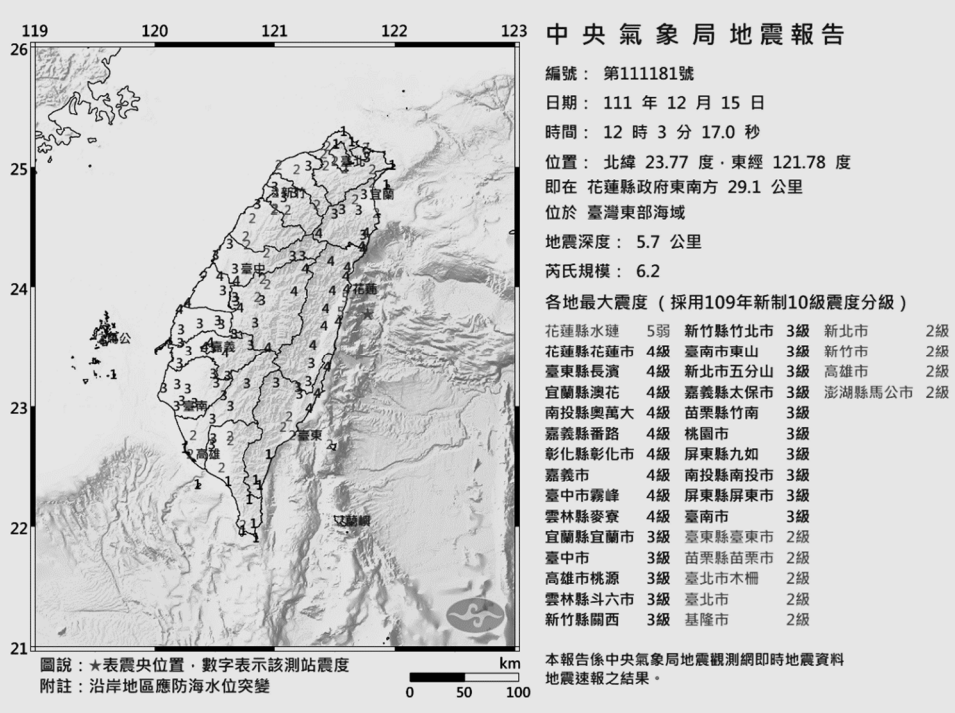 119 120 121 122 123
26
25
24
23
22
21
臺北
新竹
宜蘭
臺中
花蓮
嘉義
臺南
臺東
高雄
圖說：★表震央位置，數字表示該測站震度
附註：沿岸地區應防海水位突變
km
0 50 100
中央氣象局地震報告
編號： 第111181號
日期： 111 年 12 月 15 日
時間： 12 時 3 分 17.0 秒
位置： 北緯 23.77 度，東經 121.78 度
即在 花蓮縣政府東南方 29.1 公里
位於 臺灣東部海域
地震深度： 5.7 公里
芮氏規模： 6.2
各地最大震度（採用109年新制10級震度分級）
花蓮縣水璉 5弱 新竹縣竹北市 3級 新北市 2級
花蓮縣花蓮市 4級 臺南市東山 3級 新竹市 2級
臺東縣長濱 4級 新北市五分山 3級 高雄市 2級
宜蘭縣澳花 4級 嘉義縣太保市 3級 澎湖縣馬公市 2級
南投縣奧萬大 4級 苗栗縣竹南 3級
嘉義縣番路 4級 桃園市 3級
彰化縣彰化市 4級 屏東縣九如 3級
嘉義市 4級 南投縣南投市 3級
臺中市霧峰 4級 屏東縣屏東市 3級
雲林縣麥寮 4級 臺南市 3級
宜蘭縣宜蘭市 3級 臺東縣臺東市 2級
臺中市 3級 苗栗縣苗栗市 2級
高雄市桃源 3級 臺北市木柵 2級
雲林縣斗六市 3級 臺北市 2級
新竹縣關西 3級 基隆市 2級
本報告係中央氣象局地震觀測網即時地震資料
地震速報之結果。